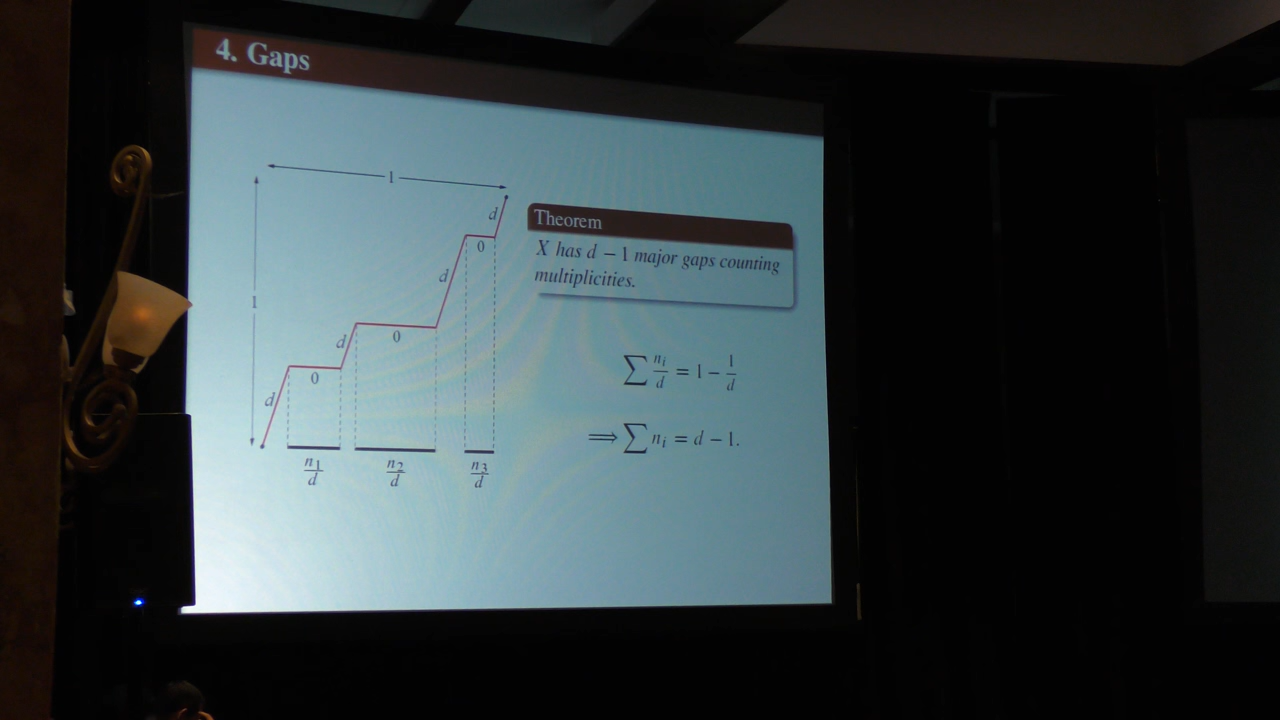 4. Gaps
1
1
d
0
d
0
d
0
d
n₁/d
n₂/d
n₃/d
Theorem
X has d − 1 major gaps counting
multiplicities.
∑ nᵢ/d = 1 − 1/d
⟹ ∑ nᵢ = d − 1.